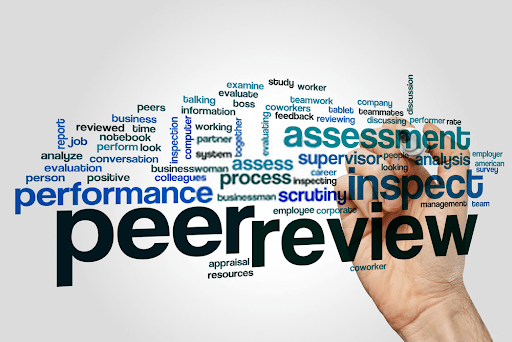 examine study worker
evaluate
talking boss teamwork company discussion
peers information coworkers tablet teammates
business feedback reviewing discussing performer rate
report reviewed time inspection computer working together evaluating assessment
notebook
job perform look partner
analyze conversation system assess supervisor people analysis employer
evaluation businesswoman process career looking american
person positive colleagues inspecting survey
performance businessman scrutiny inspect
peer review employee corporate management team
appraisal coworker
resources